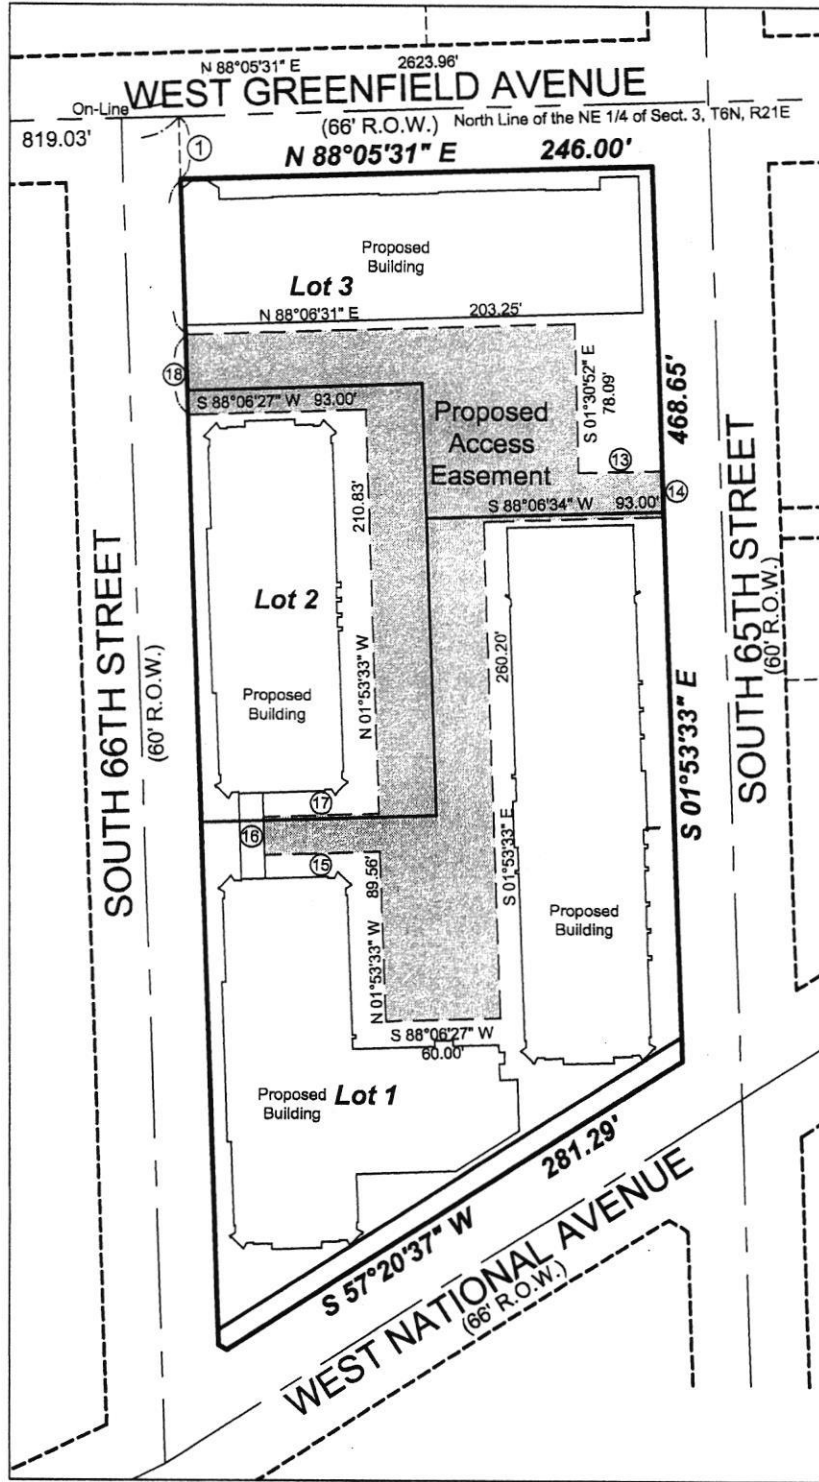 N 88°05'31" E 2623.96'
WEST GREENFIELD AVENUE
On-Line
(66' R.O.W.) North Line of the NE 1/4 of Sect. 3, T6N, R21E
819.03'
1
N 88°05'31" E 246.00'
Proposed
Building
Lot 3
N 88°06'31" E 203.25'
18
S 01°30'52" E
78.09'
468.65'
S 88°06'27" W 93.00'
Proposed
Access
Easement
13
14
S 88°06'34" W 93.00'
210.83'
N 01°53'33" W
Lot 2
Proposed
Building
SOUTH 66TH STREET
(60' R.O.W.)
260.20'
S 01°53'33" E
S 01°53'33" E
SOUTH 65TH STREET
(60' R.O.W.)
17
16
15
89.56'
N 01°53'33" W
Proposed
Building
S 88°06'27" W
60.00'
Proposed
Building
Lot 1
S 57°20'37" W 281.29'
WEST NATIONAL AVENUE
(66' R.O.W.)